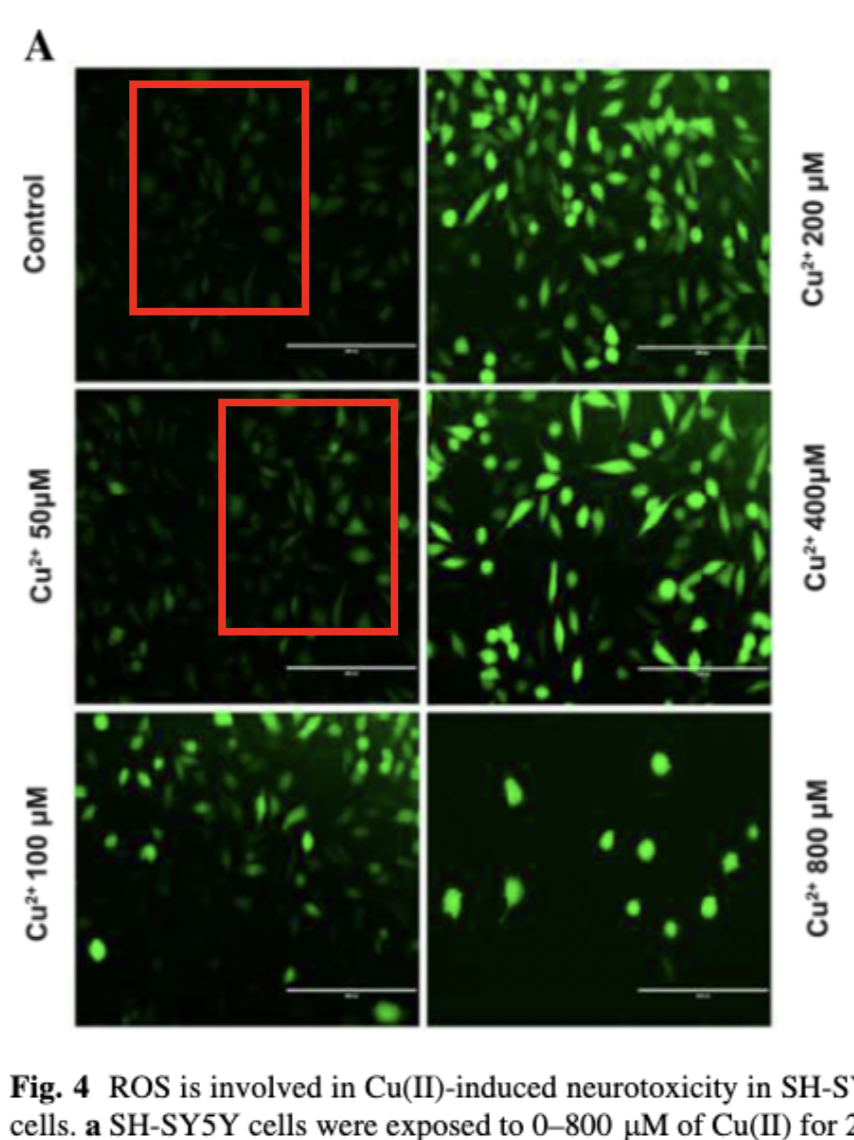 A
Control
Cu²⁺ 200 µM
Cu²⁺ 50µM
Cu²⁺ 400µM
Cu²⁺ 100 µM
Cu²⁺ 800 µM
Fig. 4 ROS is involved in Cu(II)-induced neurotoxicity in SH-SY
cells. a SH-SY5Y cells were exposed to 0–800 µM of Cu(II) for 2